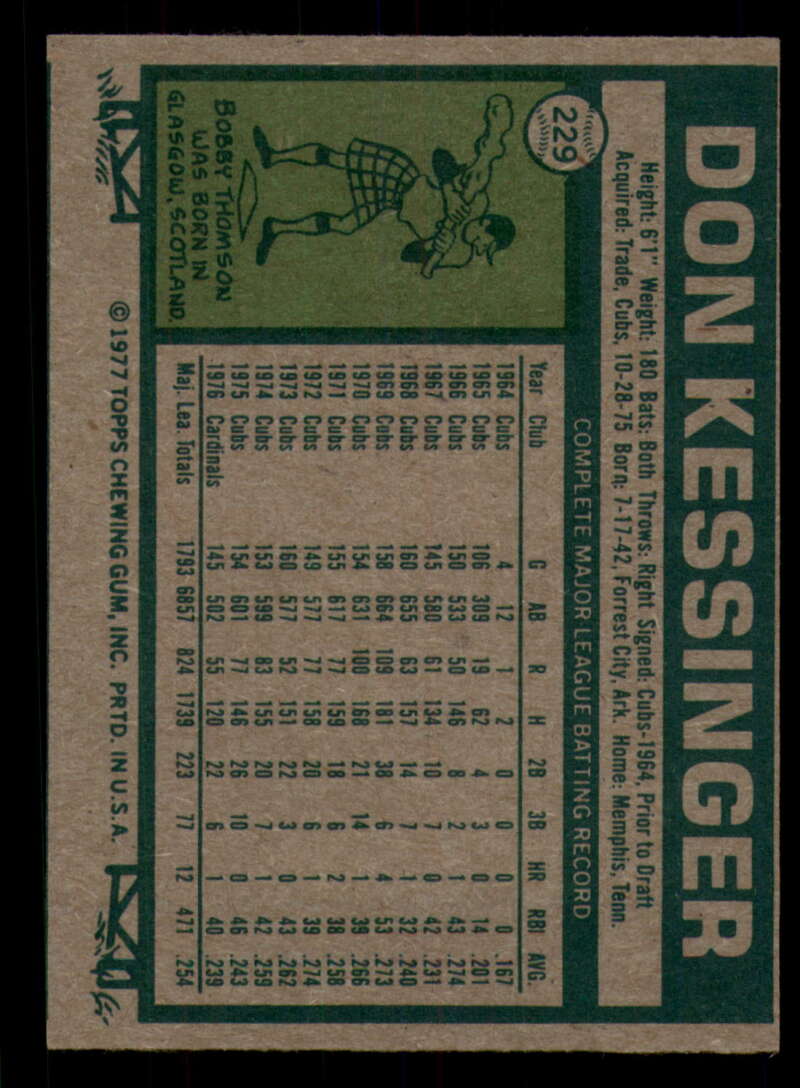 229
DON KESSINGER
Height: 6'1" Weight: 180 Bats: Both Throws: Right Signed: Cubs-1964, Prior to Draft
Acquired: Trade, Cubs, 10-28-75 Born: 7-17-42, Forrest City, Ark. Home: Memphis, Tenn.
BOBBY THOMSON
WAS BORN IN
GLASGOW, SCOTLAND.
COMPLETE MAJOR LEAGUE BATTING RECORD
Year Club G AB R H 2B 3B HR RBI AVG.
1964 Cubs 4 12 1 2 0 0 0 0 .167
1965 Cubs 106 309 19 62 4 3 0 14 .201
1966 Cubs 150 533 50 146 8 2 1 43 .274
1967 Cubs 145 580 61 134 10 7 0 42 .231
1968 Cubs 160 655 63 157 14 7 1 32 .240
1969 Cubs 158 664 109 181 38 6 4 53 .273
1970 Cubs 154 631 100 168 21 14 1 39 .266
1971 Cubs 155 617 77 159 18 6 2 38 .258
1972 Cubs 149 577 77 158 20 6 1 39 .274
1973 Cubs 160 577 52 151 22 3 0 43 .262
1974 Cubs 153 599 83 155 20 7 1 42 .259
1975 Cubs 154 601 77 146 26 10 0 46 .243
1976 Cardinals 145 502 55 120 22 6 1 40 .239
Maj. Lea. Totals 1793 6857 824 1739 223 77 12 471 .254
©1977 TOPPS CHEWING GUM, INC. PRTD. IN U.S.A.